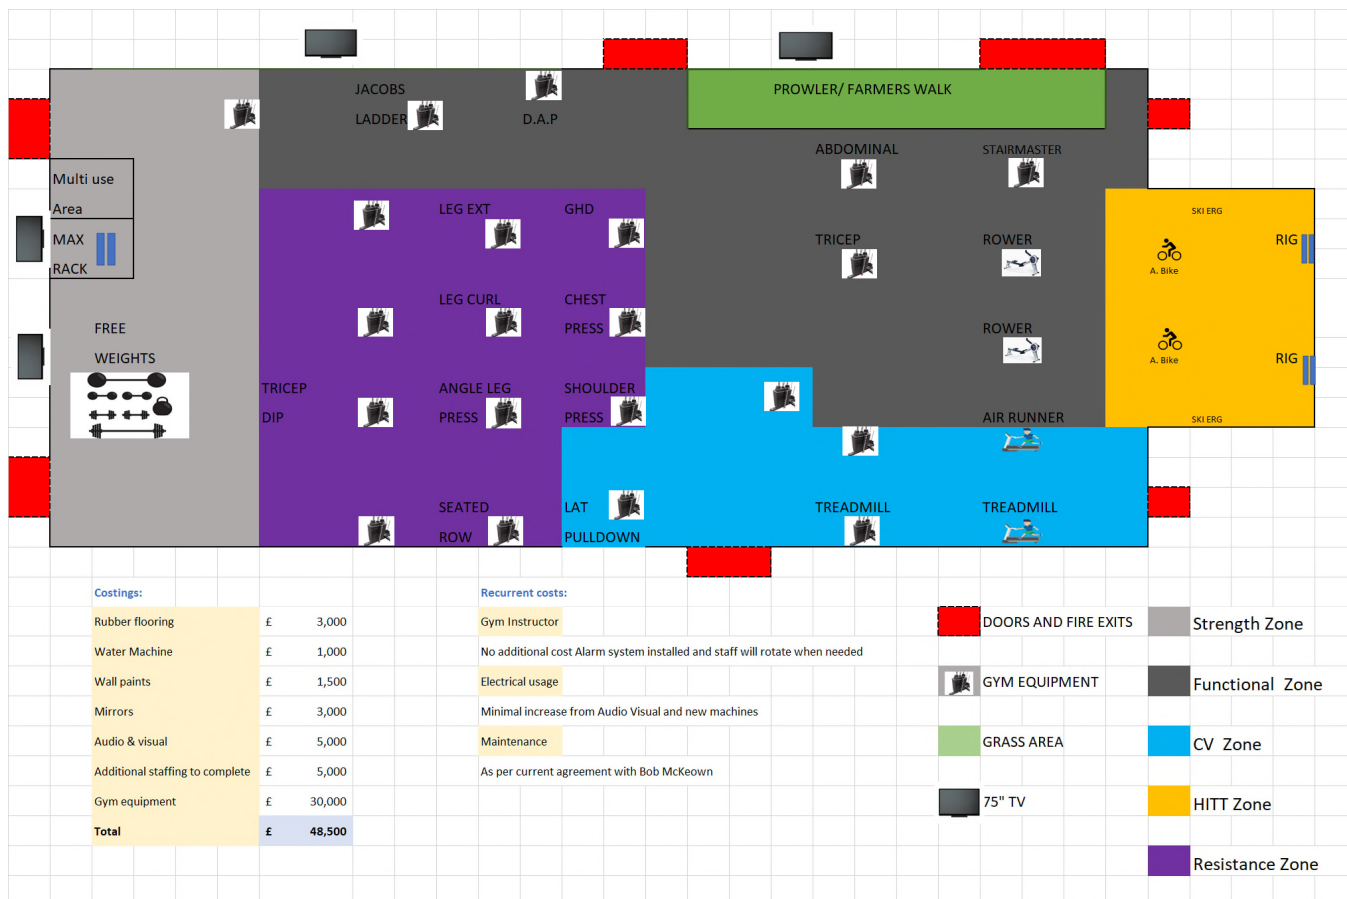 JACOBS
LADDER
D.A.P
PROWLER/ FARMERS WALK
ABDOMINAL
STAIRMASTER
Multi use
Area
MAX
RACK
LEG EXT
GHD
TRICEP
ROWER
SKI ERG
A. Bike
RIG
FREE
WEIGHTS
LEG CURL
CHEST
PRESS
ROWER
A. Bike
RIG
TRICEP
DIP
ANGLE LEG
PRESS
SHOULDER
PRESS
AIR RUNNER
SKI ERG
SEATED
ROW
LAT
PULLDOWN
TREADMILL
TREADMILL
Costings:
Rubber flooring £ 3,000
Water Machine £ 1,000
Wall paints £ 1,500
Mirrors £ 3,000
Audio & visual £ 5,000
Additional staffing to complete £ 5,000
Gym equipment £ 30,000
Total £ 48,500
Recurrent costs:
Gym Instructor
No additional cost Alarm system installed and staff will rotate when needed
Electrical usage
Minimal increase from Audio Visual and new machines
Maintenance
As per current agreement with Bob McKeown
DOORS AND FIRE EXITS
GYM EQUIPMENT
GRASS AREA
75" TV
Strength Zone
Functional Zone
CV Zone
HITT Zone
Resistance Zone